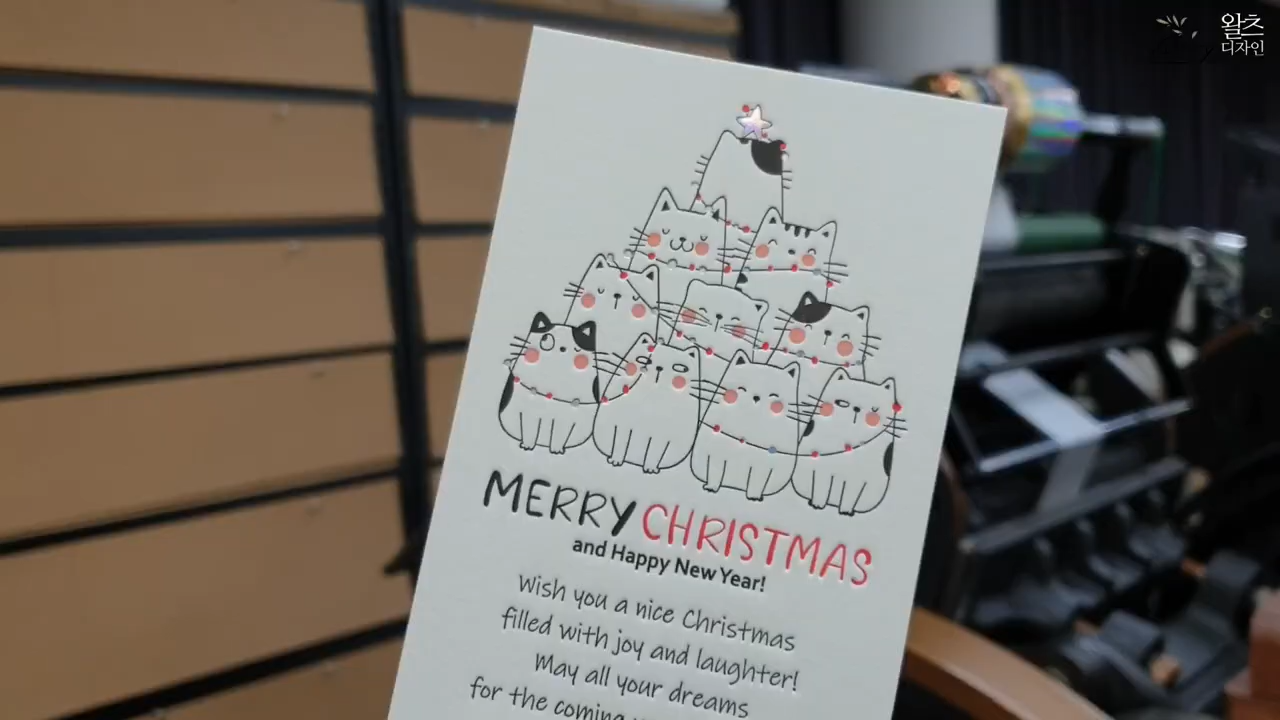 왈츠
디자인
MERRY CHRISTMAS
and Happy New Year!
Wish you a nice Christmas
filled with joy and laughter!
May all your dreams
for the coming